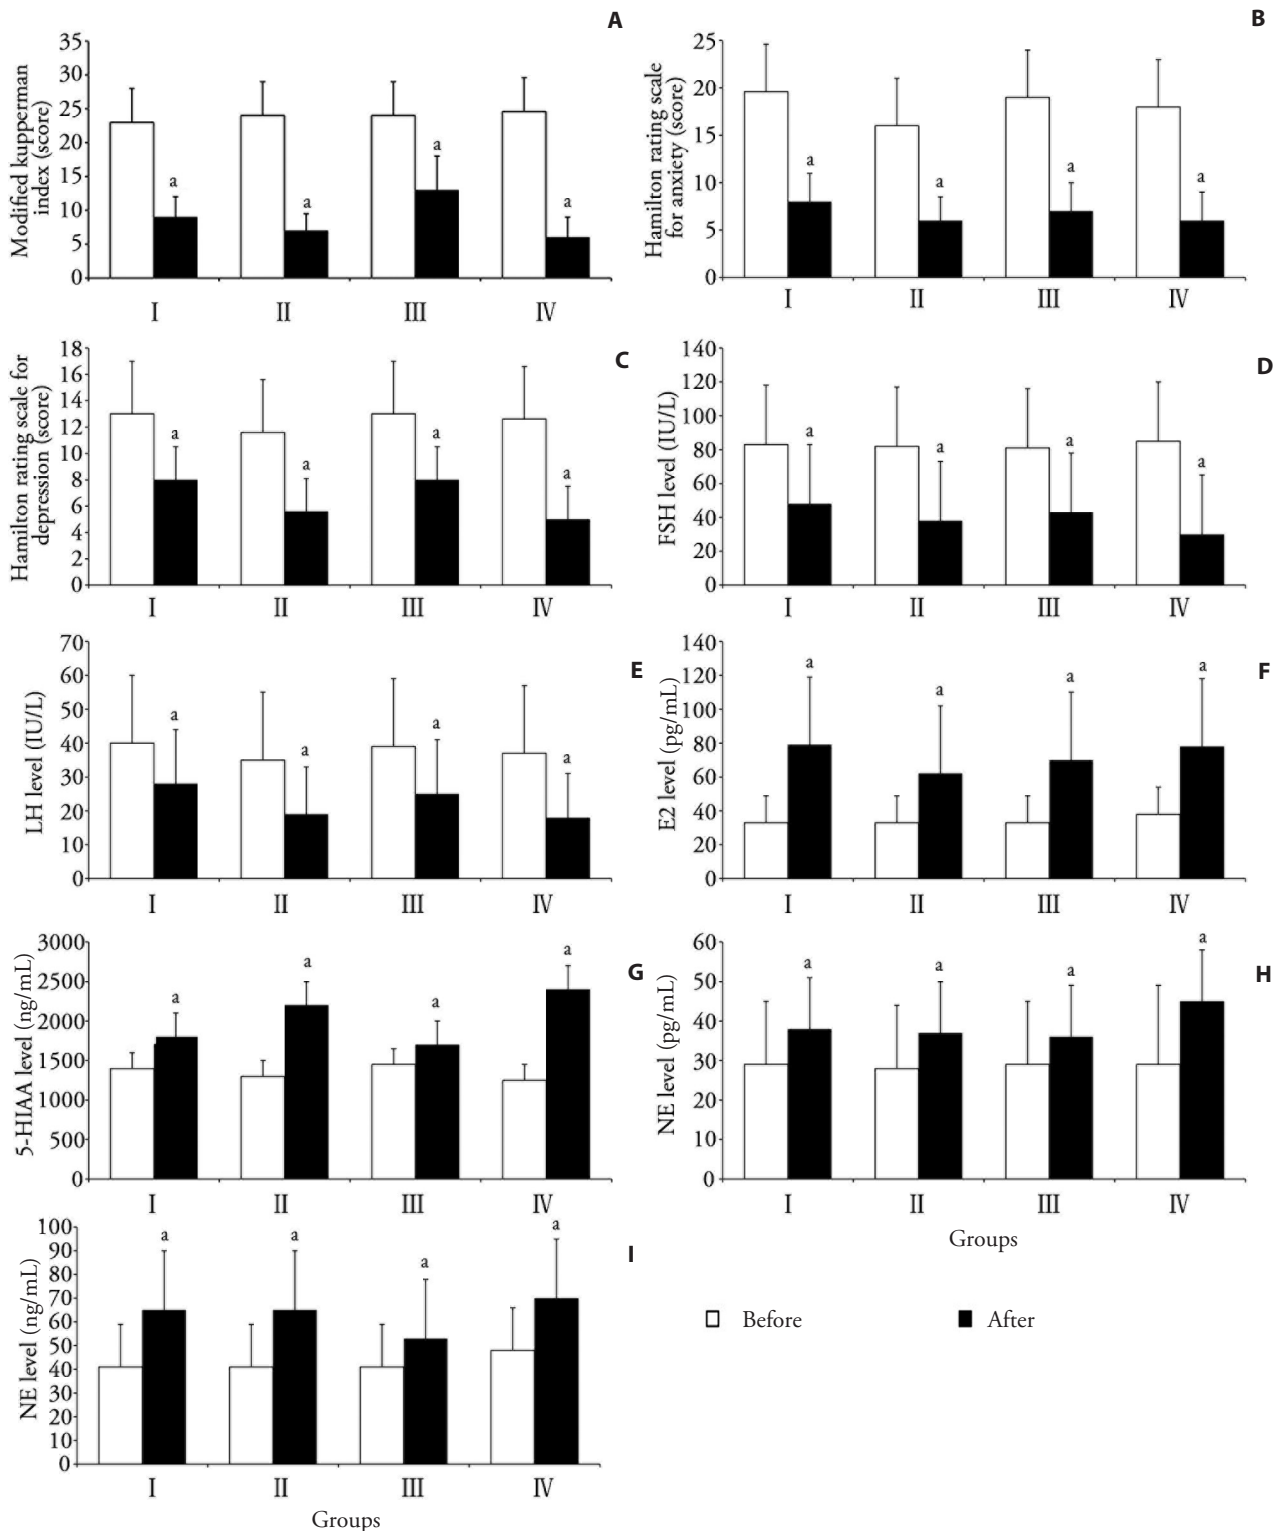 A
Modified kupperman
index (score)
35
30
25
20
15
10
5
0
a
a
a
a
I
II
III
IV
B
Hamilton rating scale
for anxiety (score)
25
20
15
10
5
0
a
a
a
a
I
II
III
IV
C
Hamilton rating scale for
depression (score)
18
16
14
12
10
8
6
4
2
0
a
a
a
a
I
II
III
IV
D
FSH level (IU/L)
140
120
100
80
60
40
20
0
a
a
a
a
I
II
III
IV
E
LH level (IU/L)
70
60
50
40
30
20
10
0
a
a
a
a
I
II
III
IV
F
E2 level (pg/mL)
140
120
100
80
60
40
20
0
a
a
a
a
I
II
III
IV
G
5-HIAA level (ng/mL)
3000
2500
2000
1500
1000
500
0
a
a
a
a
I
II
III
IV
H
NE level (pg/mL)
60
50
40
30
20
10
0
a
a
a
a
I
II
III
IV
Groups
I
NE level (ng/mL)
100
90
80
70
60
50
40
30
20
10
0
a
a
a
a
I
II
III
IV
Groups
Before
After